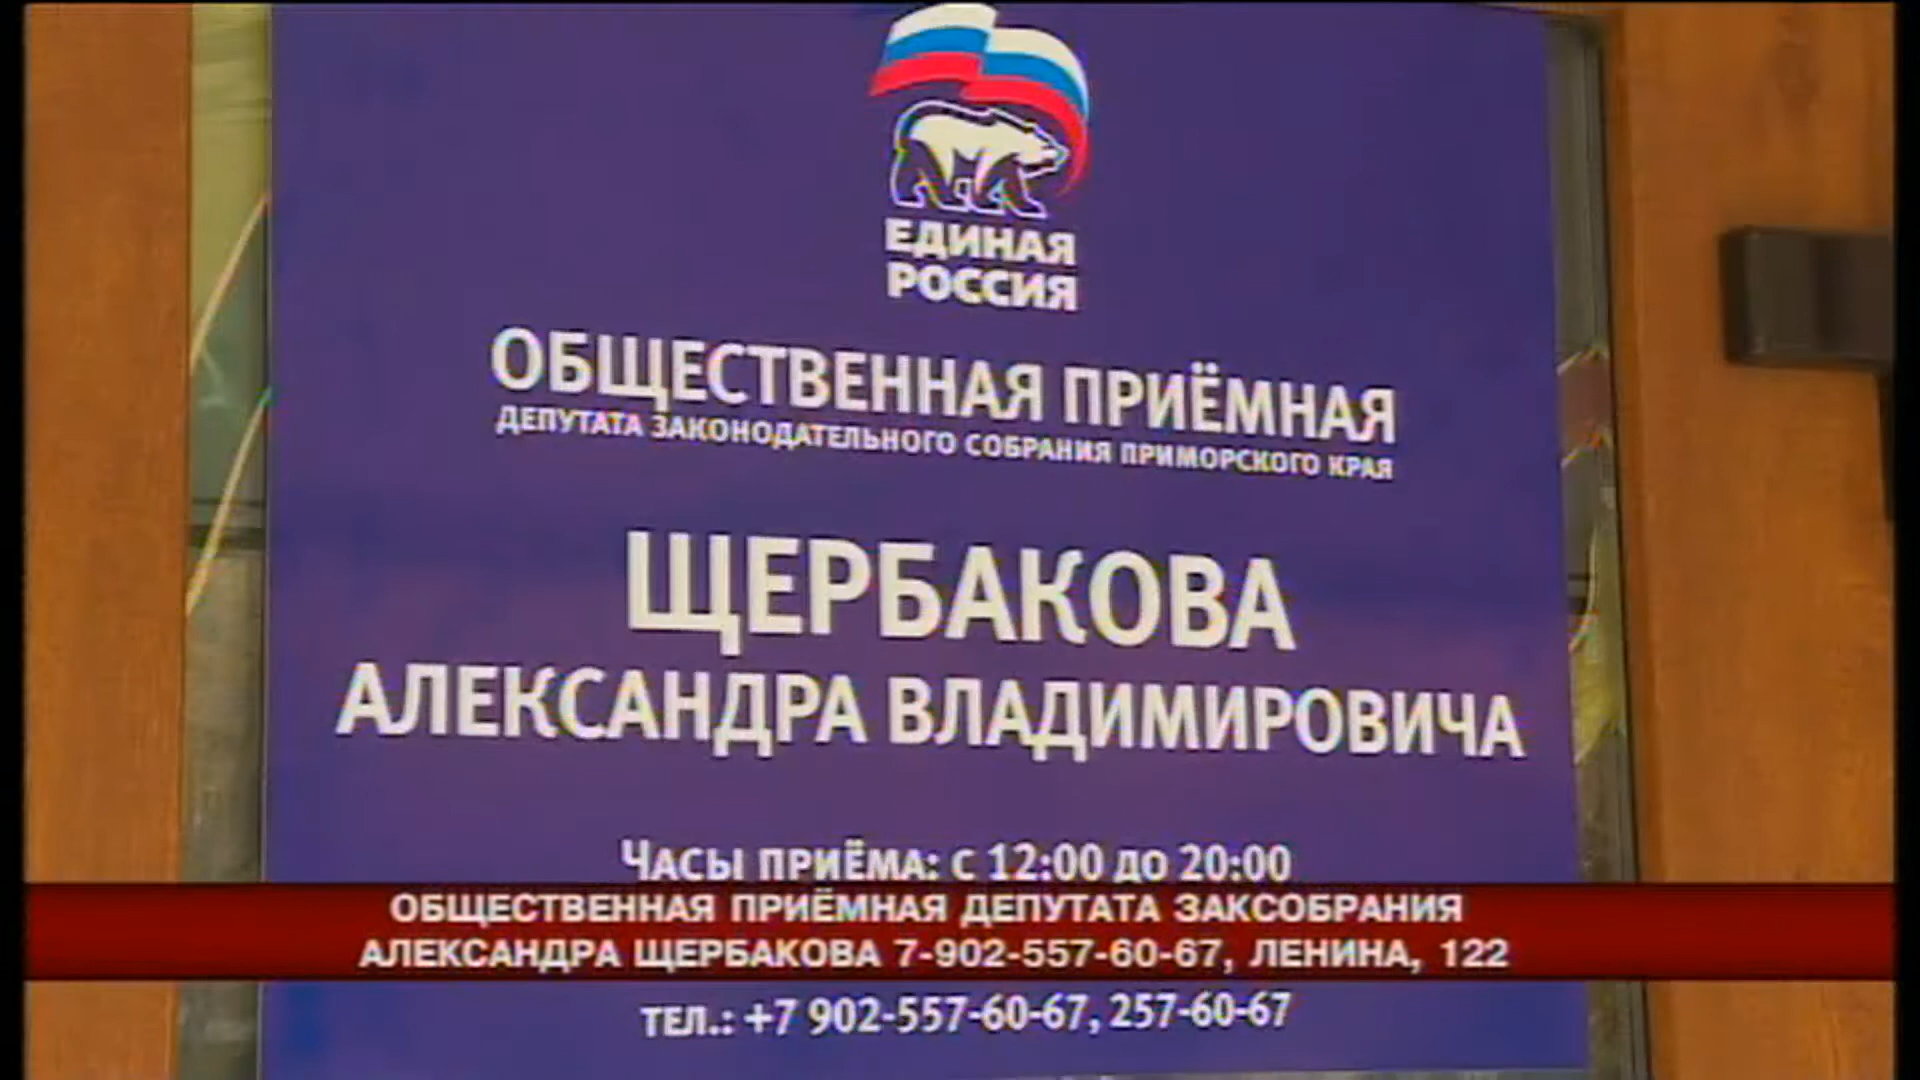 ЕДИНАЯ
РОССИЯ
ОБЩЕСТВЕННАЯ ПРИЁМНАЯ
ДЕПУТАТА ЗАКОНОДАТЕЛЬНОГО СОБРАНИЯ ПРИМОРСКОГО КРАЯ
ЩЕРБАКОВА
АЛЕКСАНДРА ВЛАДИМИРОВИЧА
ЧАСЫ ПРИЁМА: С 12:00 ДО 20:00
ОБЩЕСТВЕННАЯ ПРИЁМНАЯ ДЕПУТАТА ЗАКСОБРАНИЯ
АЛЕКСАНДРА ЩЕРБАКОВА 7-902-557-60-67, ЛЕНИНА, 122
ТЕЛ.: +7 902-557-60-67, 257-60-67